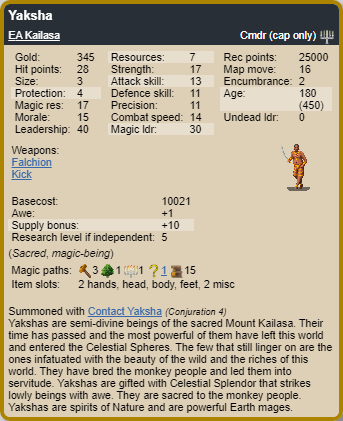 Yaksha
EA Kailasa Cmdr (cap only)
Gold: 345 Resources: 7 Rec points: 25000
Hit points: 28 Strength: 17 Map move: 16
Size: 3 Attack skill: 13 Encumbrance: 2
Protection: 4 Defence skill: 11 Age: 180
Magic res: 17 Precision: 11 (450)
Morale: 15 Combat speed: 14 Undead ldr: 0
Leadership: 40 Magic ldr: 30
Weapons:
Falchion
Kick
Basecost: 10021
Awe: +1
Supply bonus: +10
Research level if independent: 5
(Sacred, magic-being)
Magic paths: 3 1 1 ? 1 15
Item slots: 2 hands, head, body, feet, 2 misc
Summoned with Contact Yaksha (Conjuration 4)
Yakshas are semi-divine beings of the sacred Mount Kailasa. Their
time has passed and the most powerful of them have left this world
and entered the Celestial Spheres. The few that still linger on are the
ones infatuated with the beauty of the wild and the riches of this
world. They have bred the monkey people and led them into
servitude. Yakshas are gifted with Celestial Splendor that strikes
lowly beings with awe. They are sacred to the monkey people.
Yakshas are spirits of Nature and are powerful Earth mages.